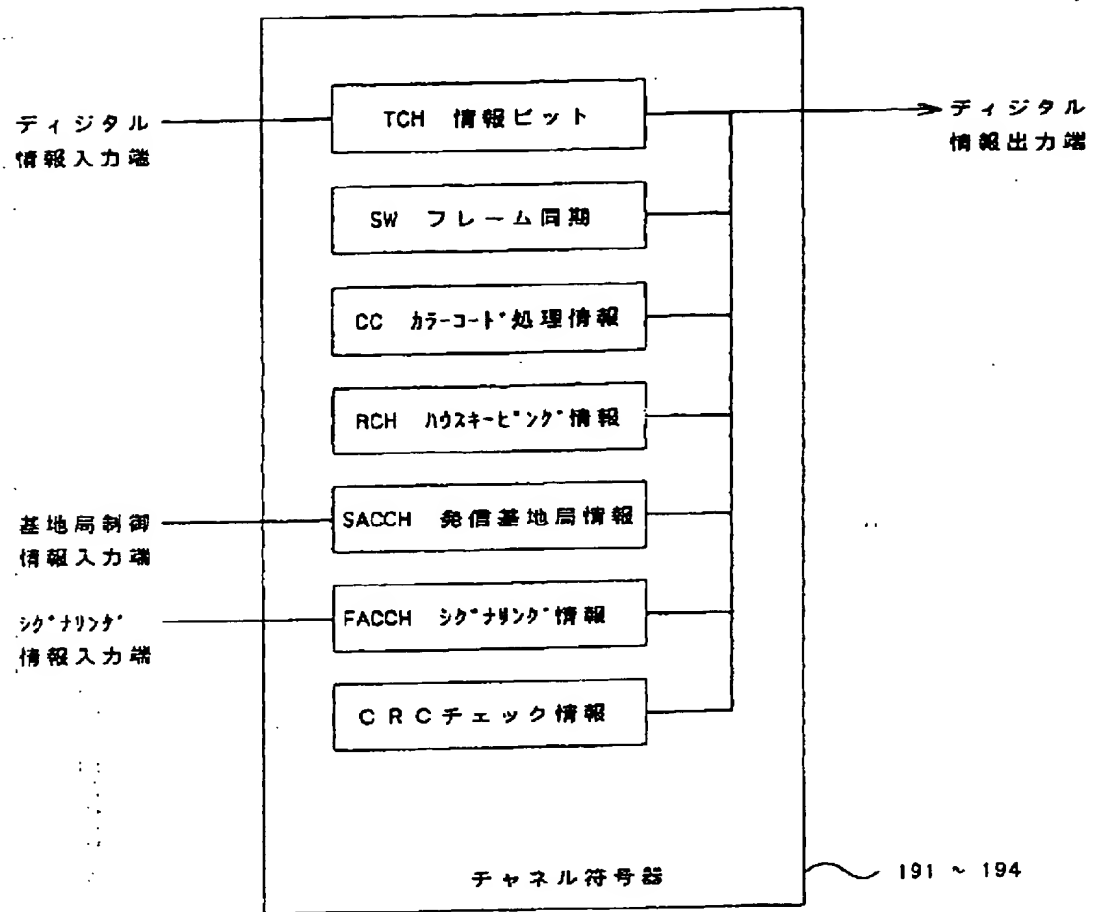 ディジタル
情報入力端
TCH 情報ビット
ディジタル
情報出力端
SW フレーム同期
CC カラーコード処理情報
RCH ハウスキーピング情報
基地局制御
情報入力端
SACCH 発信基地局情報
シグナリング
情報入力端
FACCH シグナリング情報
CRCチェック情報
チャネル符号器
191 ~ 194